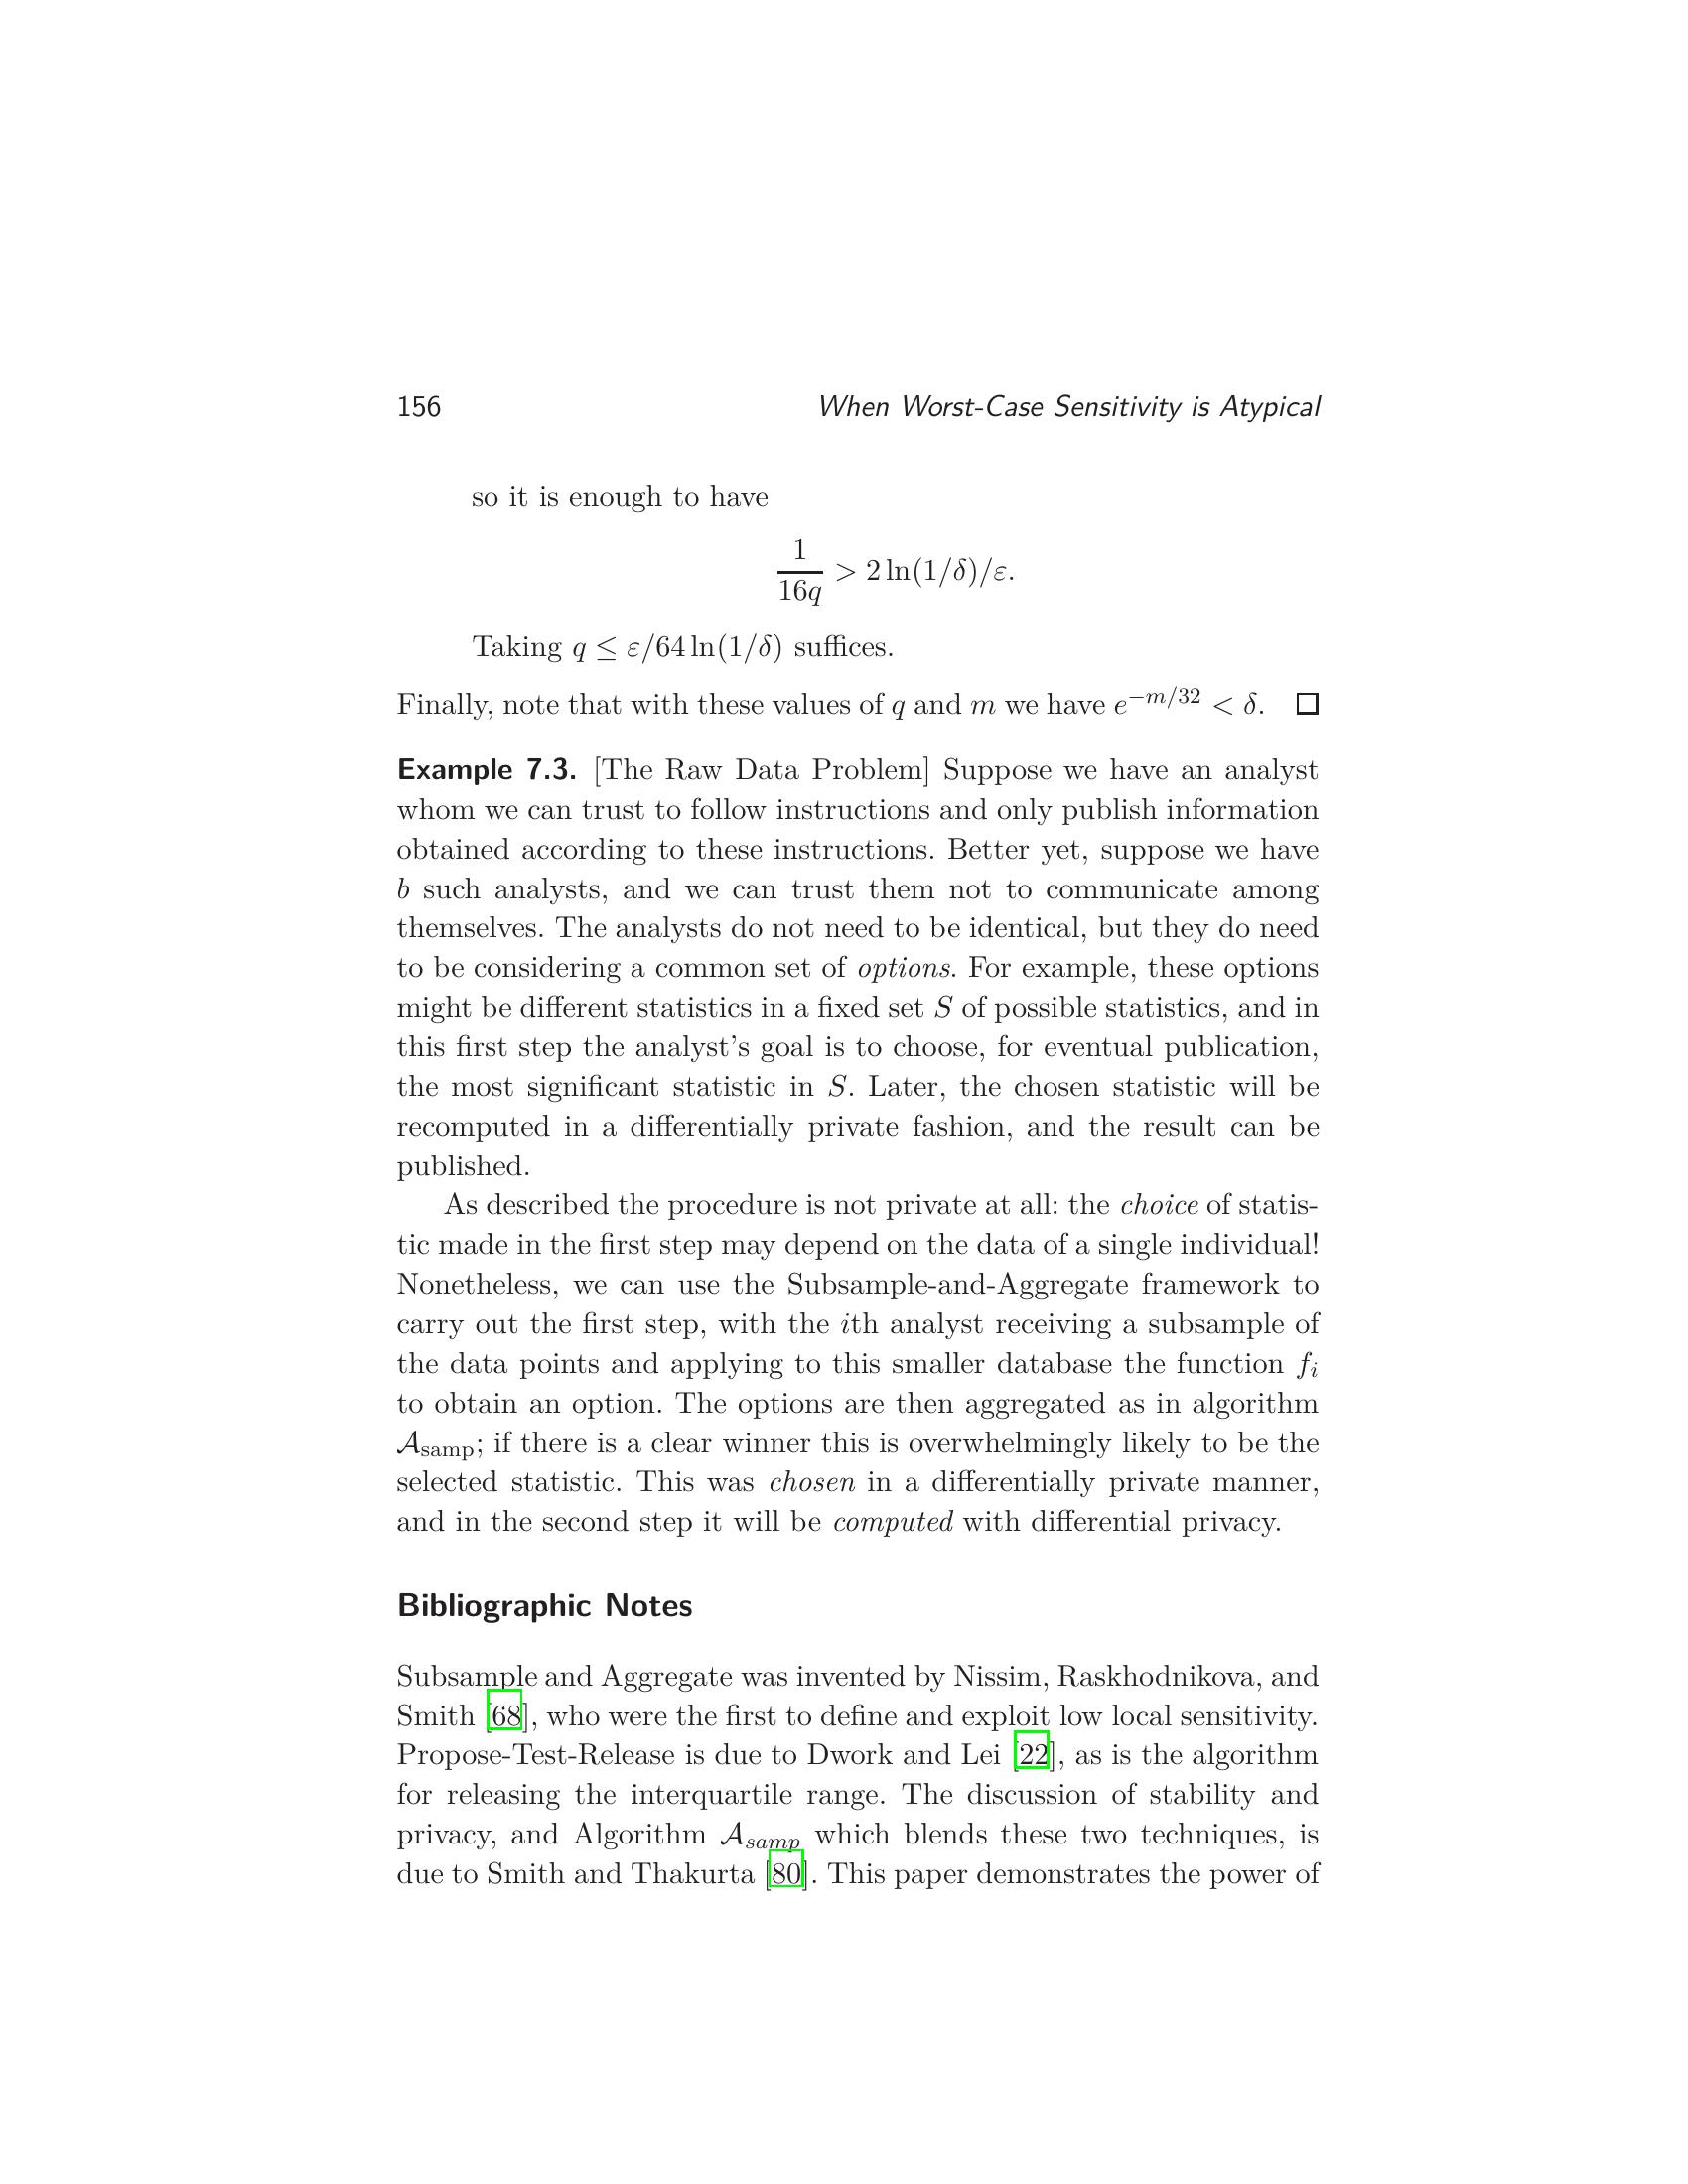 156 When Worst-Case Sensitivity is Atypical
so it is enough to have
1/16q > 2 ln(1/δ)/ε.
Taking q ≤ ε/64 ln(1/δ) suffices.
Finally, note that with these values of q and m we have e^{−m/32} < δ. □
Example 7.3. [The Raw Data Problem] Suppose we have an analyst
whom we can trust to follow instructions and only publish information
obtained according to these instructions. Better yet, suppose we have
b such analysts, and we can trust them not to communicate among
themselves. The analysts do not need to be identical, but they do need
to be considering a common set of options. For example, these options
might be different statistics in a fixed set S of possible statistics, and in
this first step the analyst's goal is to choose, for eventual publication,
the most significant statistic in S. Later, the chosen statistic will be
recomputed in a differentially private fashion, and the result can be
published.
As described the procedure is not private at all: the choice of statis-
tic made in the first step may depend on the data of a single individual!
Nonetheless, we can use the Subsample-and-Aggregate framework to
carry out the first step, with the ith analyst receiving a subsample of
the data points and applying to this smaller database the function f_i
to obtain an option. The options are then aggregated as in algorithm
𝒜_samp; if there is a clear winner this is overwhelmingly likely to be the
selected statistic. This was chosen in a differentially private manner,
and in the second step it will be computed with differential privacy.
Bibliographic Notes
Subsample and Aggregate was invented by Nissim, Raskhodnikova, and
Smith [68], who were the first to define and exploit low local sensitivity.
Propose-Test-Release is due to Dwork and Lei [22], as is the algorithm
for releasing the interquartile range. The discussion of stability and
privacy, and Algorithm 𝒜_samp which blends these two techniques, is
due to Smith and Thakurta [80]. This paper demonstrates the power of